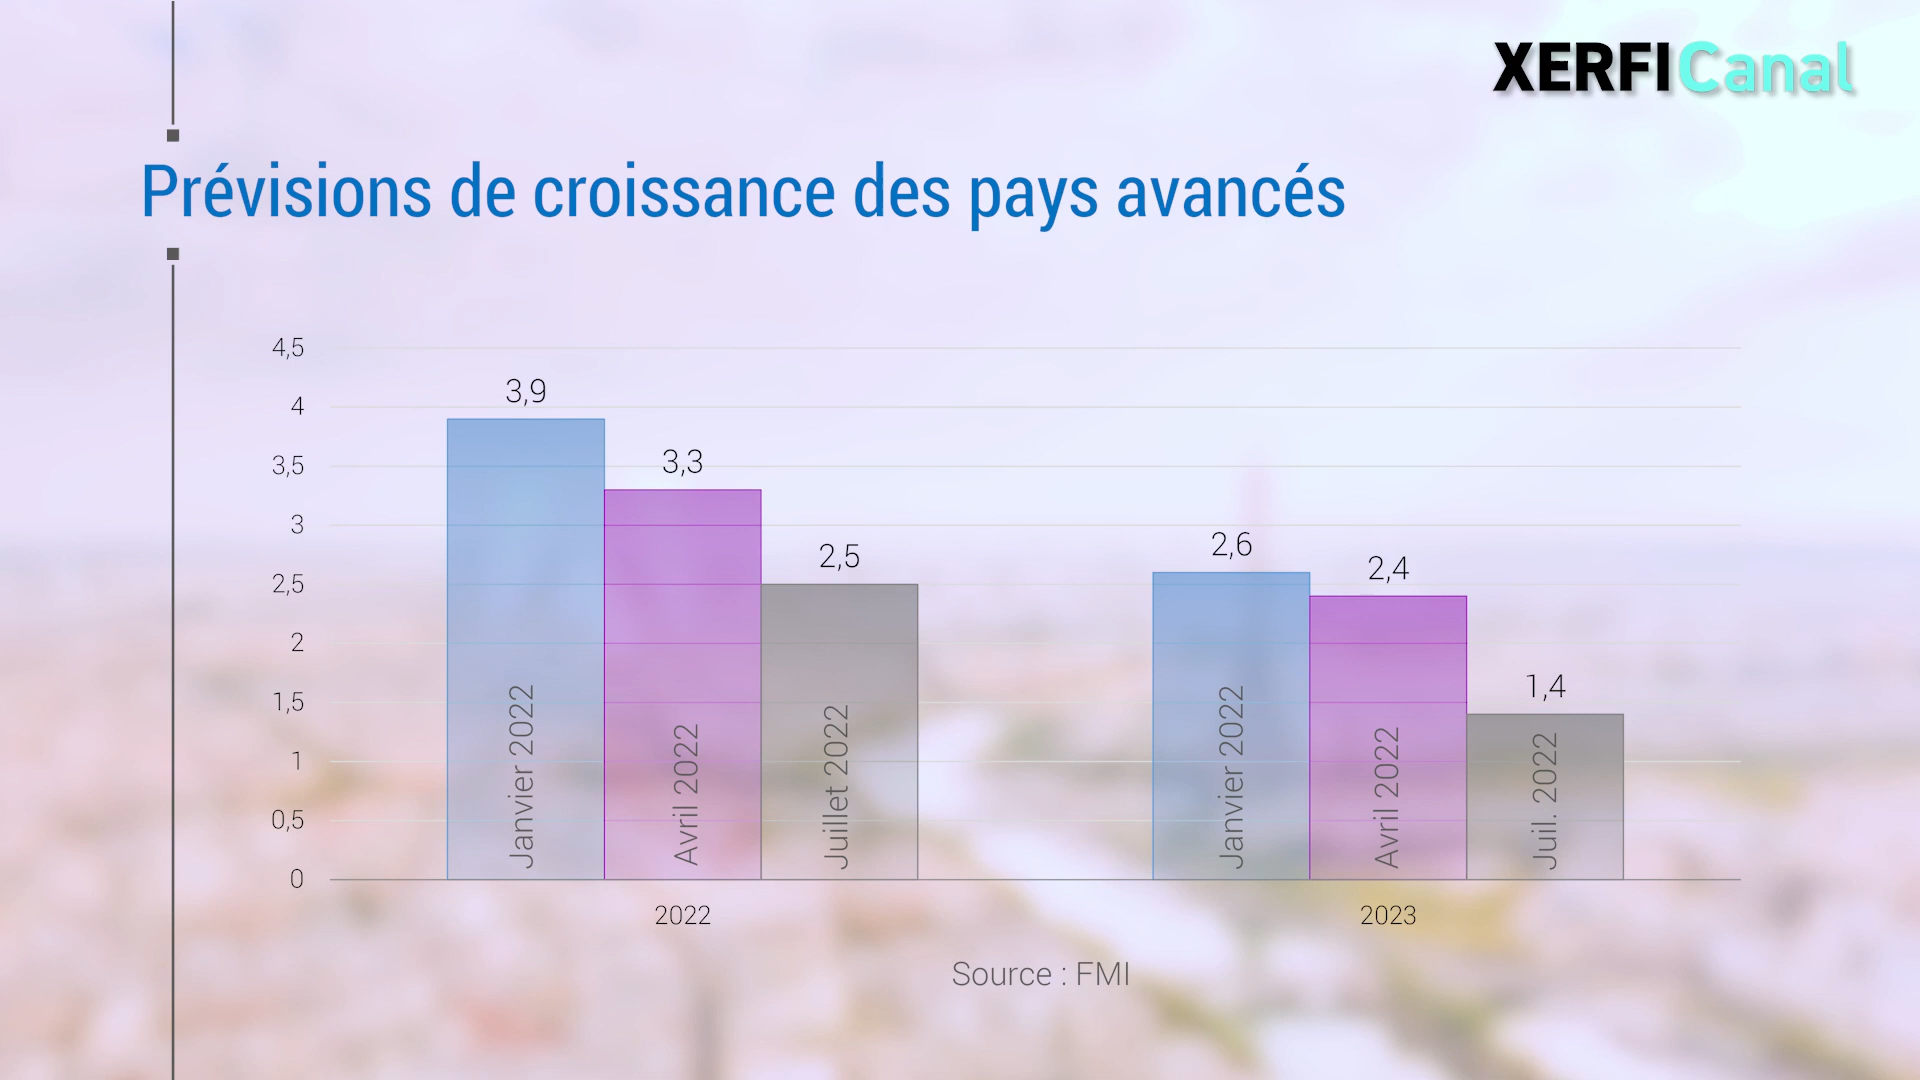 XERFI Canal
Prévisions de croissance des pays avancés
4,5
4
3,5
3
2,5
2
1,5
1
0,5
0
3,9
3,3
2,5
2,6
2,4
1,4
Janvier 2022
Avril 2022
Juillet 2022
Janvier 2022
Avril 2022
Juil. 2022
2022
2023
Source : FMI